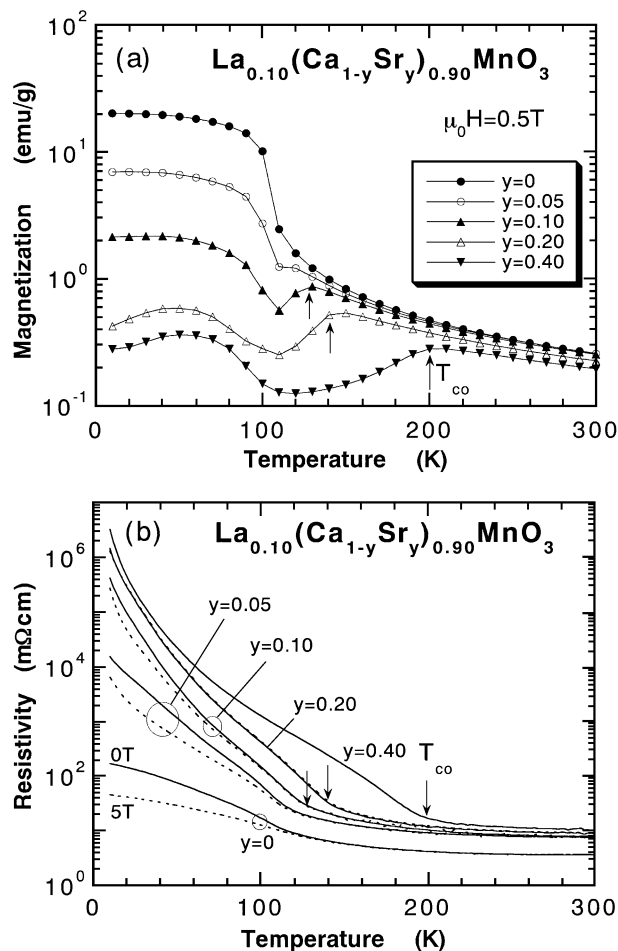 (a)
La0.10(Ca1-ySry)0.90MnO3
μ0H=0.5T
y=0
y=0.05
y=0.10
y=0.20
y=0.40
Tco
Magnetization (emu/g)
10^2
10^1
10^0
10^-1
0 100 200 300
Temperature (K)
(b)
La0.10(Ca1-ySry)0.90MnO3
y=0.05
y=0.10
y=0.20
y=0.40
Tco
0T
5T
y=0
Resistivity (mΩcm)
10^6
10^4
10^2
10^0
0 100 200 300
Temperature (K)